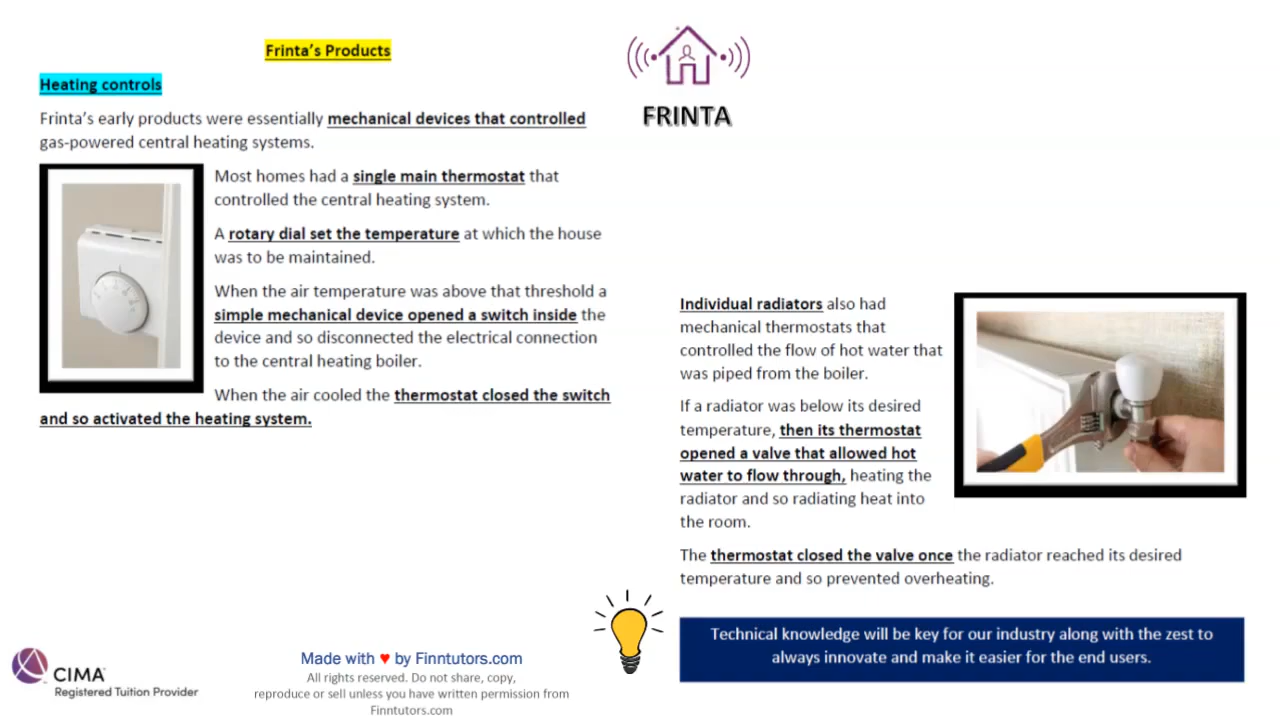 Frinta's Products
Heating controls
Frinta's early products were essentially mechanical devices that controlled
gas-powered central heating systems.
Most homes had a single main thermostat that
controlled the central heating system.
A rotary dial set the temperature at which the house
was to be maintained.
When the air temperature was above that threshold a
simple mechanical device opened a switch inside the
device and so disconnected the electrical connection
to the central heating boiler.
When the air cooled the thermostat closed the switch
and so activated the heating system.
FRINTA
Individual radiators also had
mechanical thermostats that
controlled the flow of hot water that
was piped from the boiler.
If a radiator was below its desired
temperature, then its thermostat
opened a valve that allowed hot
water to flow through, heating the
radiator and so radiating heat into
the room.
The thermostat closed the valve once the radiator reached its desired
temperature and so prevented overheating.
Technical knowledge will be key for our industry along with the zest to
always innovate and make it easier for the end users.
CIMA
Registered Tuition Provider
Made with ♥ by Finntutors.com
All rights reserved. Do not share, copy,
reproduce or sell unless you have written permission from
Finntutors.com